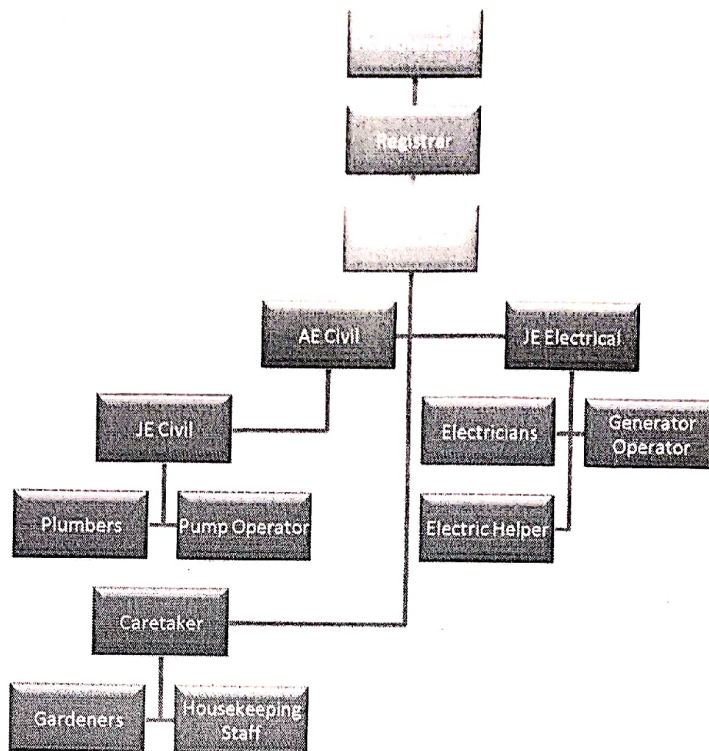 Registrar
AE Civil
JE Electrical
JE Civil
Electricians
Generator
Operator
Plumbers
Pump Operator
Electric Helper
Caretaker
Gardeners
Housekeeping
Staff